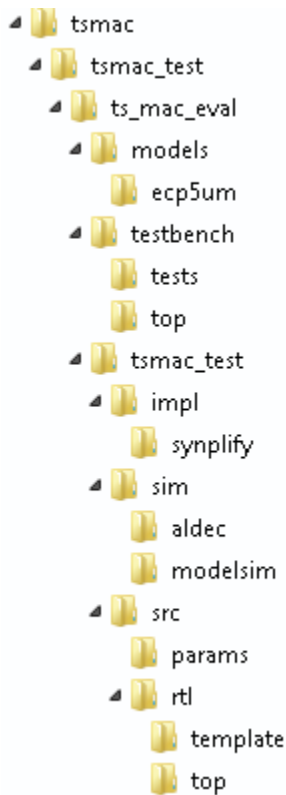 tsmac
tsmac_test
ts_mac_eval
models
ecp5um
testbench
tests
top
tsmac_test
impl
synplify
sim
aldec
modelsim
src
params
rtl
template
top